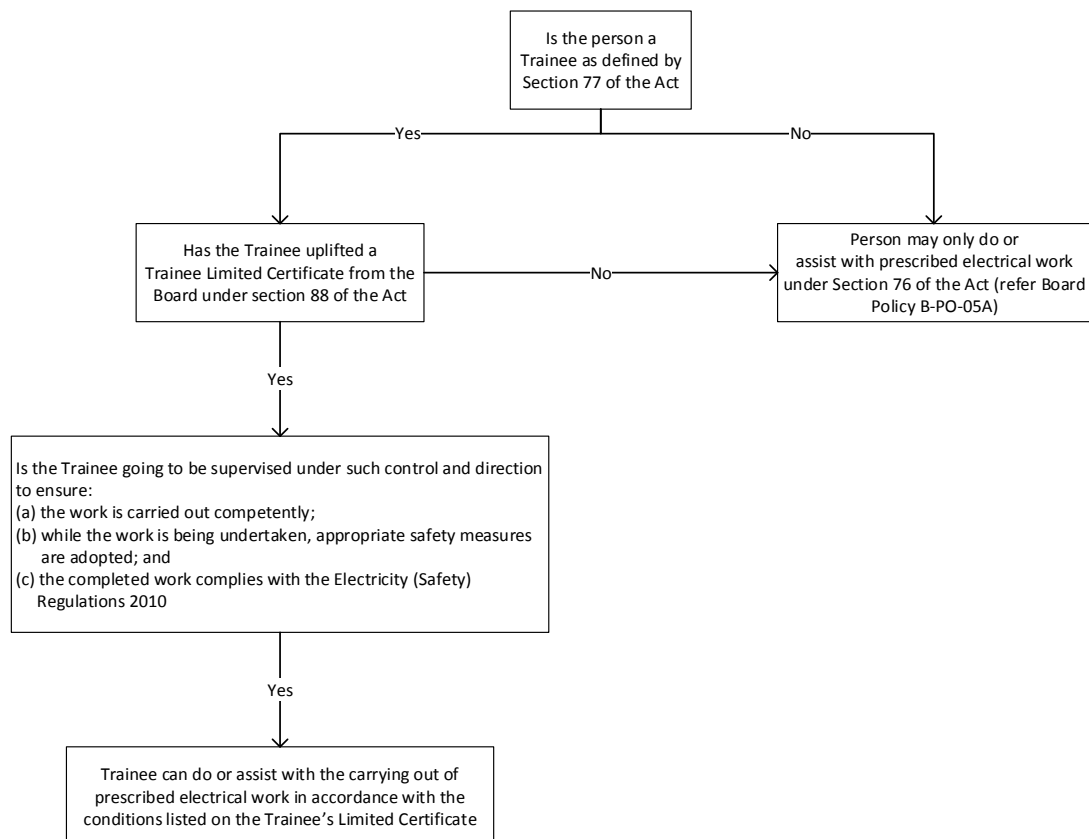 Is the person a
Trainee as defined by
Section 77 of the Act
Yes
No
Has the Trainee uplifted a
Trainee Limited Certificate from the
Board under section 88 of the Act
No
Person may only do or
assist with prescribed electrical work
under Section 76 of the Act (refer Board
Policy B-PO-05A)
Yes
Is the Trainee going to be supervised under such control and direction
to ensure:
(a) the work is carried out competently;
(b) while the work is being undertaken, appropriate safety measures
are adopted; and
(c) the completed work complies with the Electricity (Safety)
Regulations 2010
Yes
Trainee can do or assist with the carrying out of
prescribed electrical work in accordance with the
conditions listed on the Trainee’s Limited Certificate